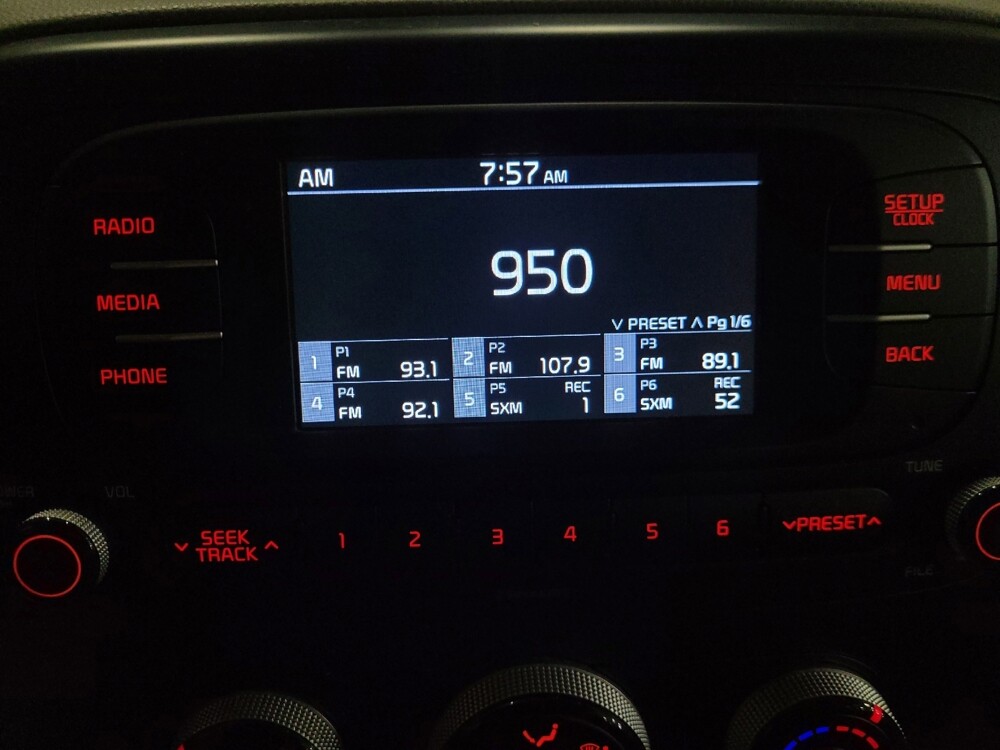 AM 7:57 AM
950
∨ PRESET ∧ Pg 1/6
1 P1 FM 93.1
2 P2 FM 107.9
3 P3 FM 89.1
4 P4 FM 92.1
5 P5 SXM REC 1
6 P6 SXM REC 52
RADIO
MEDIA
PHONE
SETUP
CLOCK
MENU
BACK
VOL
TUNE
SEEK
TRACK
1 2 3 4 5 6
PRESET
FILE